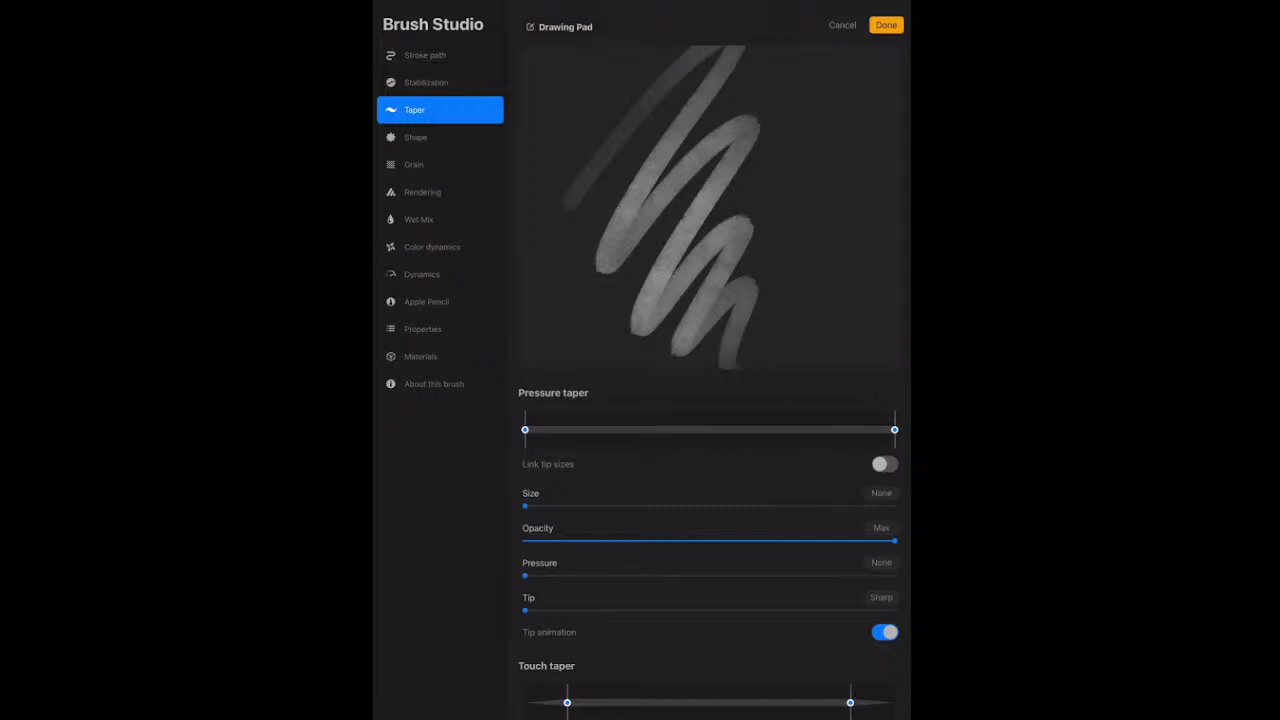 Brush Studio
Stroke path
Stabilization
Taper
Shape
Grain
Rendering
Wet Mix
Color dynamics
Dynamics
Apple Pencil
Properties
Materials
About this brush
Drawing Pad
Cancel
Done
Pressure taper
Link tip sizes
Size None
Opacity Max
Pressure None
Tip Sharp
Tip animation
Touch taper